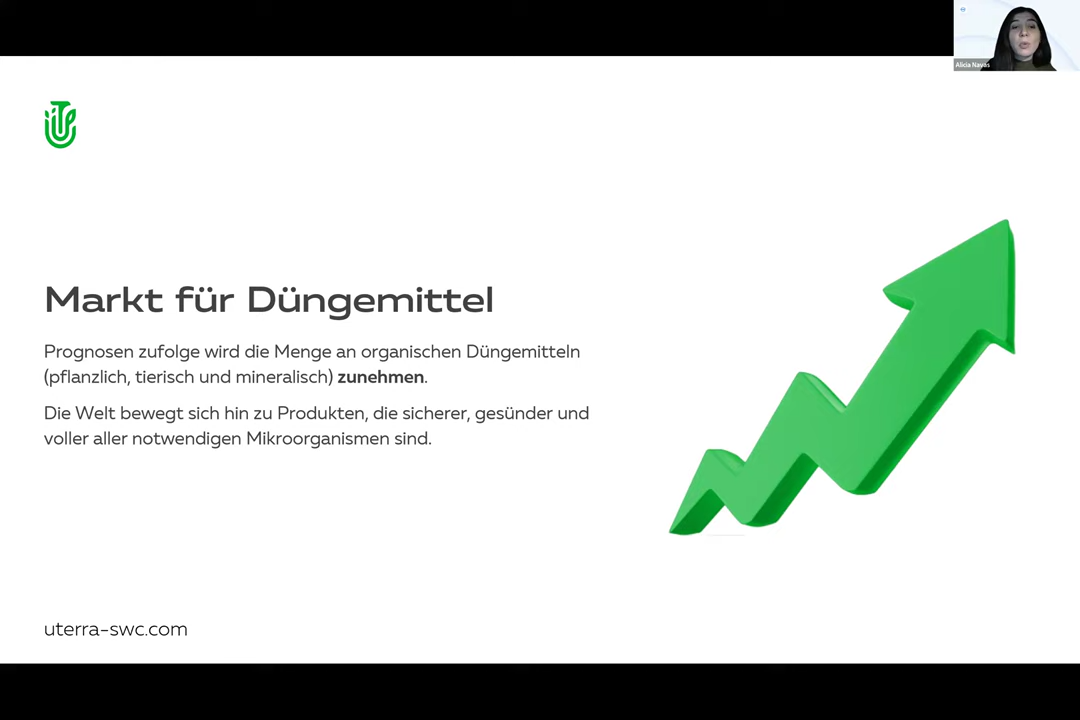 Alicia Navas
Markt für Düngemittel
Prognosen zufolge wird die Menge an organischen Düngemitteln
(pflanzlich, tierisch und mineralisch) zunehmen.
Die Welt bewegt sich hin zu Produkten, die sicherer, gesünder und
voller aller notwendigen Mikroorganismen sind.
uterra-swc.com